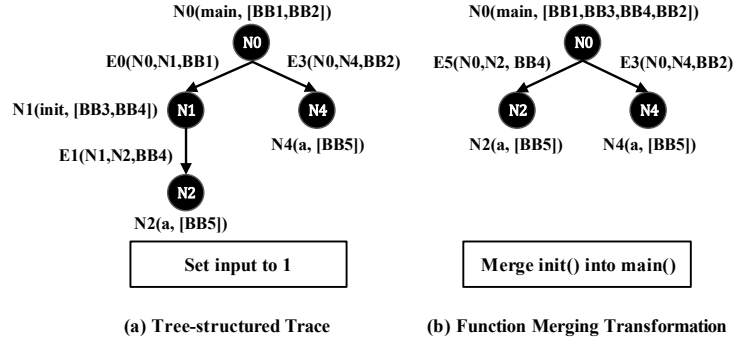 N0(main, [BB1,BB2])
N0
E0(N0,N1,BB1)
E3(N0,N4,BB2)
N1(init, [BB3,BB4])
N1
N4
N4(a, [BB5])
E1(N1,N2,BB4)
N2
N2(a, [BB5])
Set input to 1
(a) Tree-structured Trace
N0(main, [BB1,BB3,BB4,BB2])
N0
E5(N0,N2, BB4)
E3(N0,N4,BB2)
N2
N4
N2(a, [BB5])
N4(a, [BB5])
Merge init() into main()
(b) Function Merging Transformation